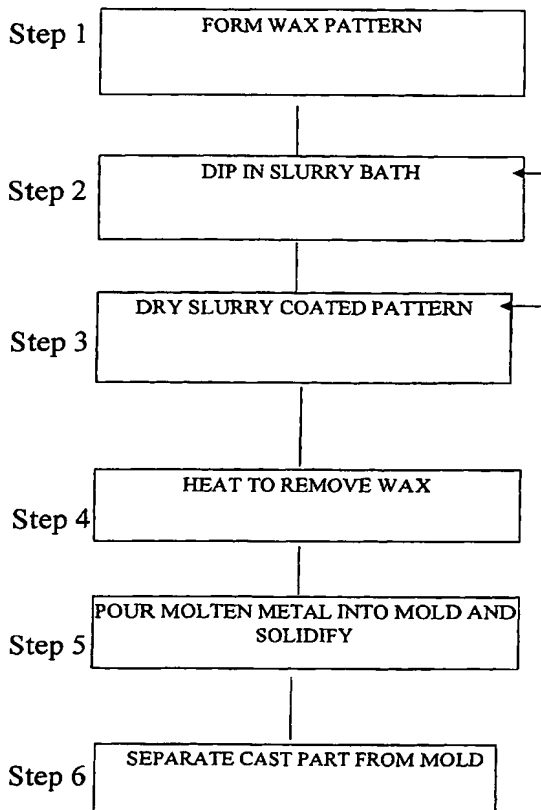 Step 1
FORM WAX PATTERN
Step 2
DIP IN SLURRY BATH
Step 3
DRY SLURRY COATED PATTERN
Step 4
HEAT TO REMOVE WAX
Step 5
POUR MOLTEN METAL INTO MOLD AND
SOLIDIFY
Step 6
SEPARATE CAST PART FROM MOLD